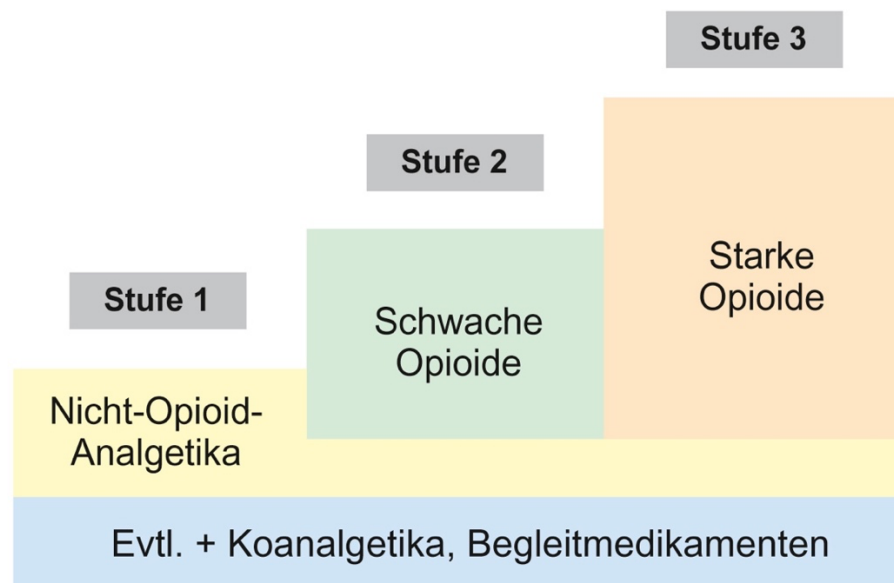 Stufe 3
Stufe 2
Stufe 1
Starke
Opioide
Schwache
Opioide
Nicht-Opioid-
Analgetika
Evtl. + Koanalgetika, Begleitmedikamenten